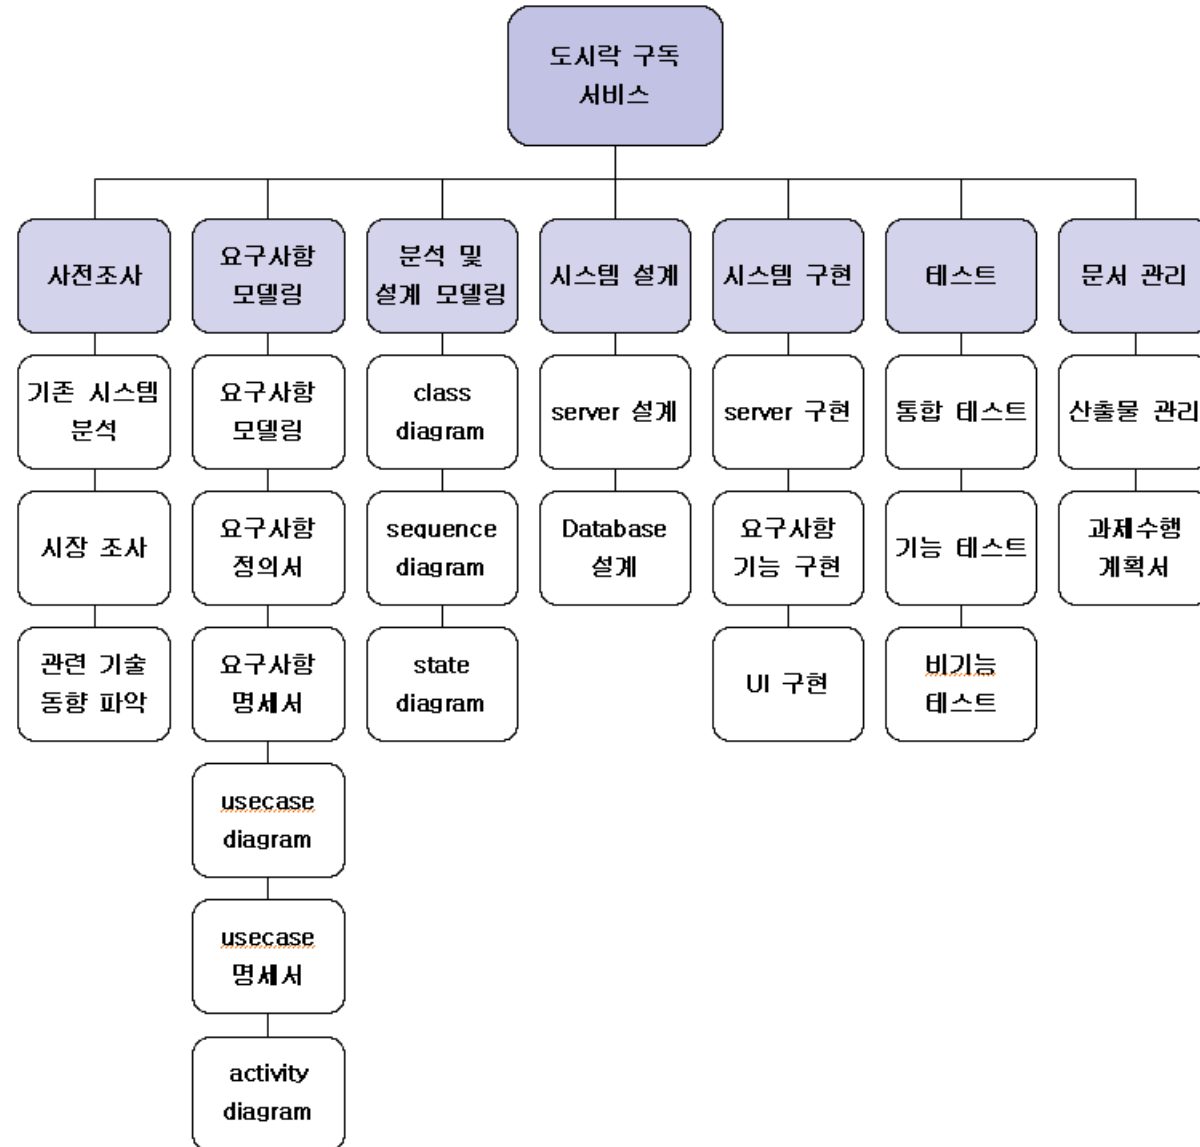 도시락 구독
서비스
사전조사
요구사항
모델링
분석 및
설계 모델링
시스템 설계
시스템 구현
테스트
문서 관리
기존 시스템
분석
요구사항
모델링
class
diagram
server 설계
server 구현
통합 테스트
산출물 관리
시장 조사
요구사항
정의서
sequence
diagram
Database
설계
요구사항
기능 구현
기능 테스트
과제수행
계획서
관련 기술
동향 파악
요구사항
명세서
state
diagram
UI 구현
비기능
테스트
usecase
diagram
usecase
명세서
activity
diagram